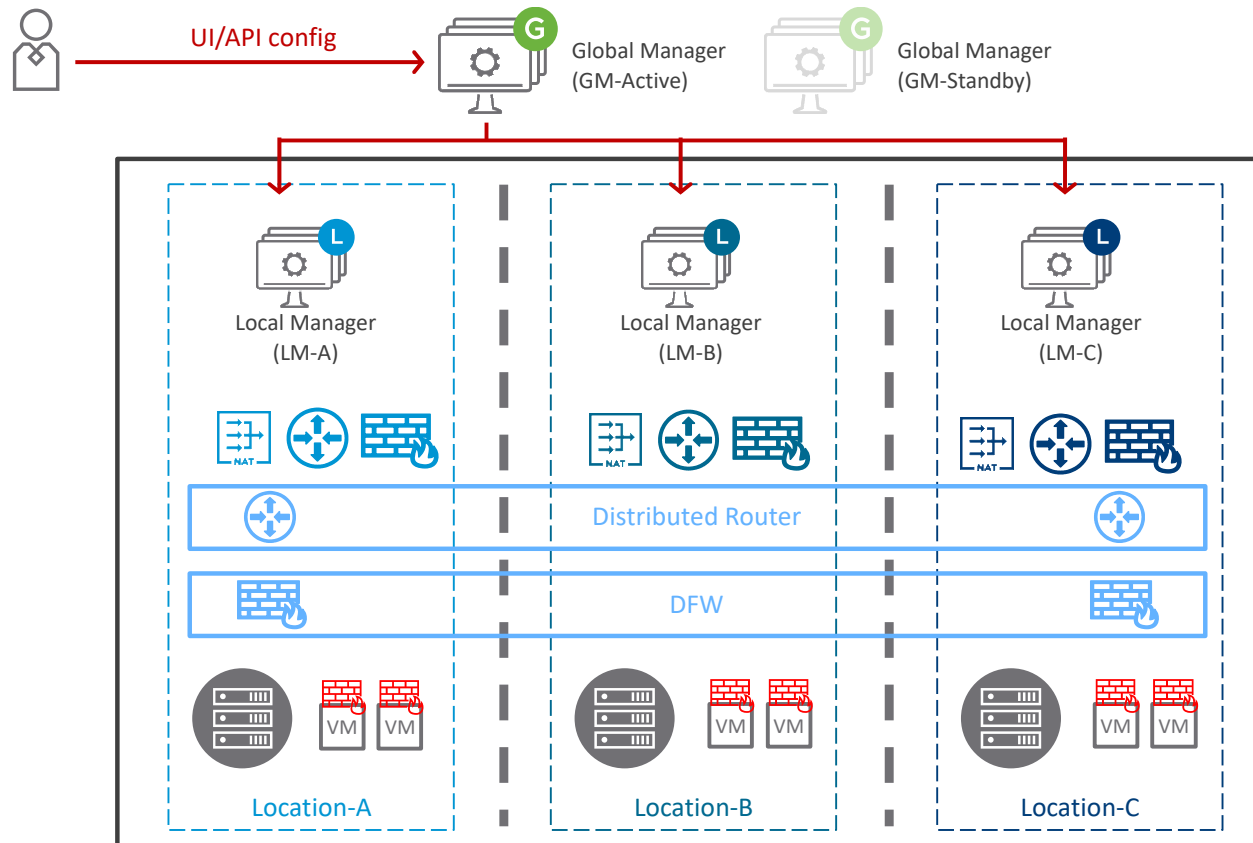 UI/API config
G
Global Manager
(GM-Active)
G
Global Manager
(GM-Standby)
L
Local Manager
(LM-A)
L
Local Manager
(LM-B)
L
Local Manager
(LM-C)
NAT
NAT
NAT
Distributed Router
DFW
VM VM
VM VM
VM VM
Location-A
Location-B
Location-C